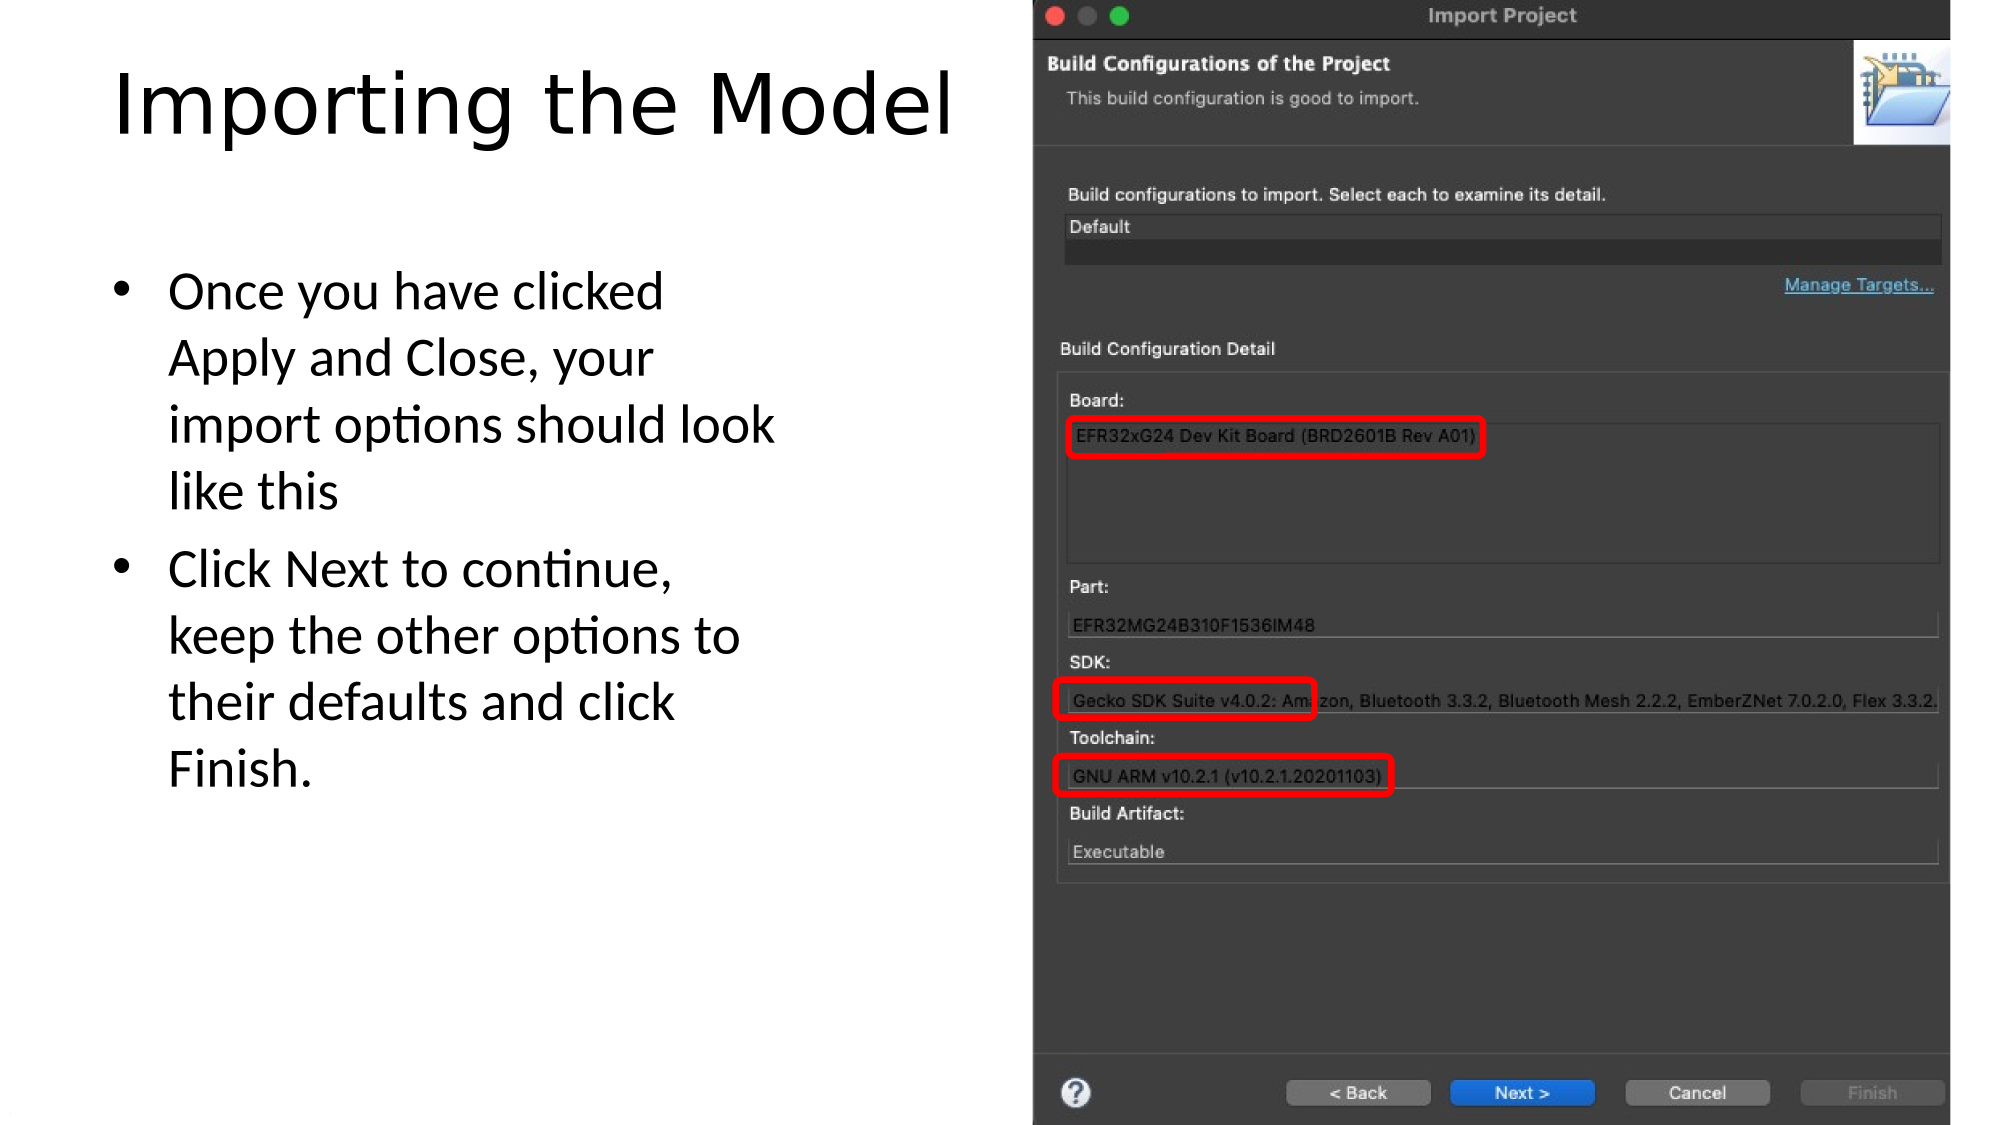 Importing the Model
• Once you have clicked
Apply and Close, your
import options should look
like this
• Click Next to continue,
keep the other options to
their defaults and click
Finish.
Import Project
Build Configurations of the Project
This build configuration is good to import.
Build configurations to import. Select each to examine its detail.
Default
Manage Targets...
Build Configuration Detail
Board:
EFR32xG24 Dev Kit Board (BRD2601B Rev A01)
Part:
EFR32MG24B310F1536IM48
SDK:
Gecko SDK Suite v4.0.2: Amazon, Bluetooth 3.3.2, Bluetooth Mesh 2.2.2, EmberZNet 7.0.2.0, Flex 3.3.2.
Toolchain:
GNU ARM v10.2.1 (v10.2.1.20201103)
Build Artifact:
Executable
?
< Back
Next >
Cancel
Finish